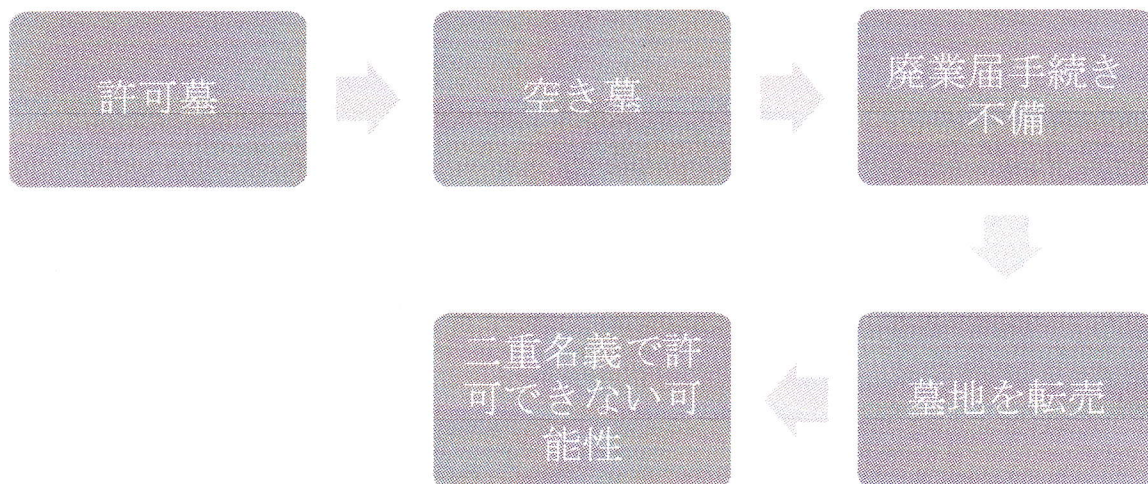 許可墓
空き墓
廃業届手続き
不備
墓地を転売
二重名義で許
可できない可
能性